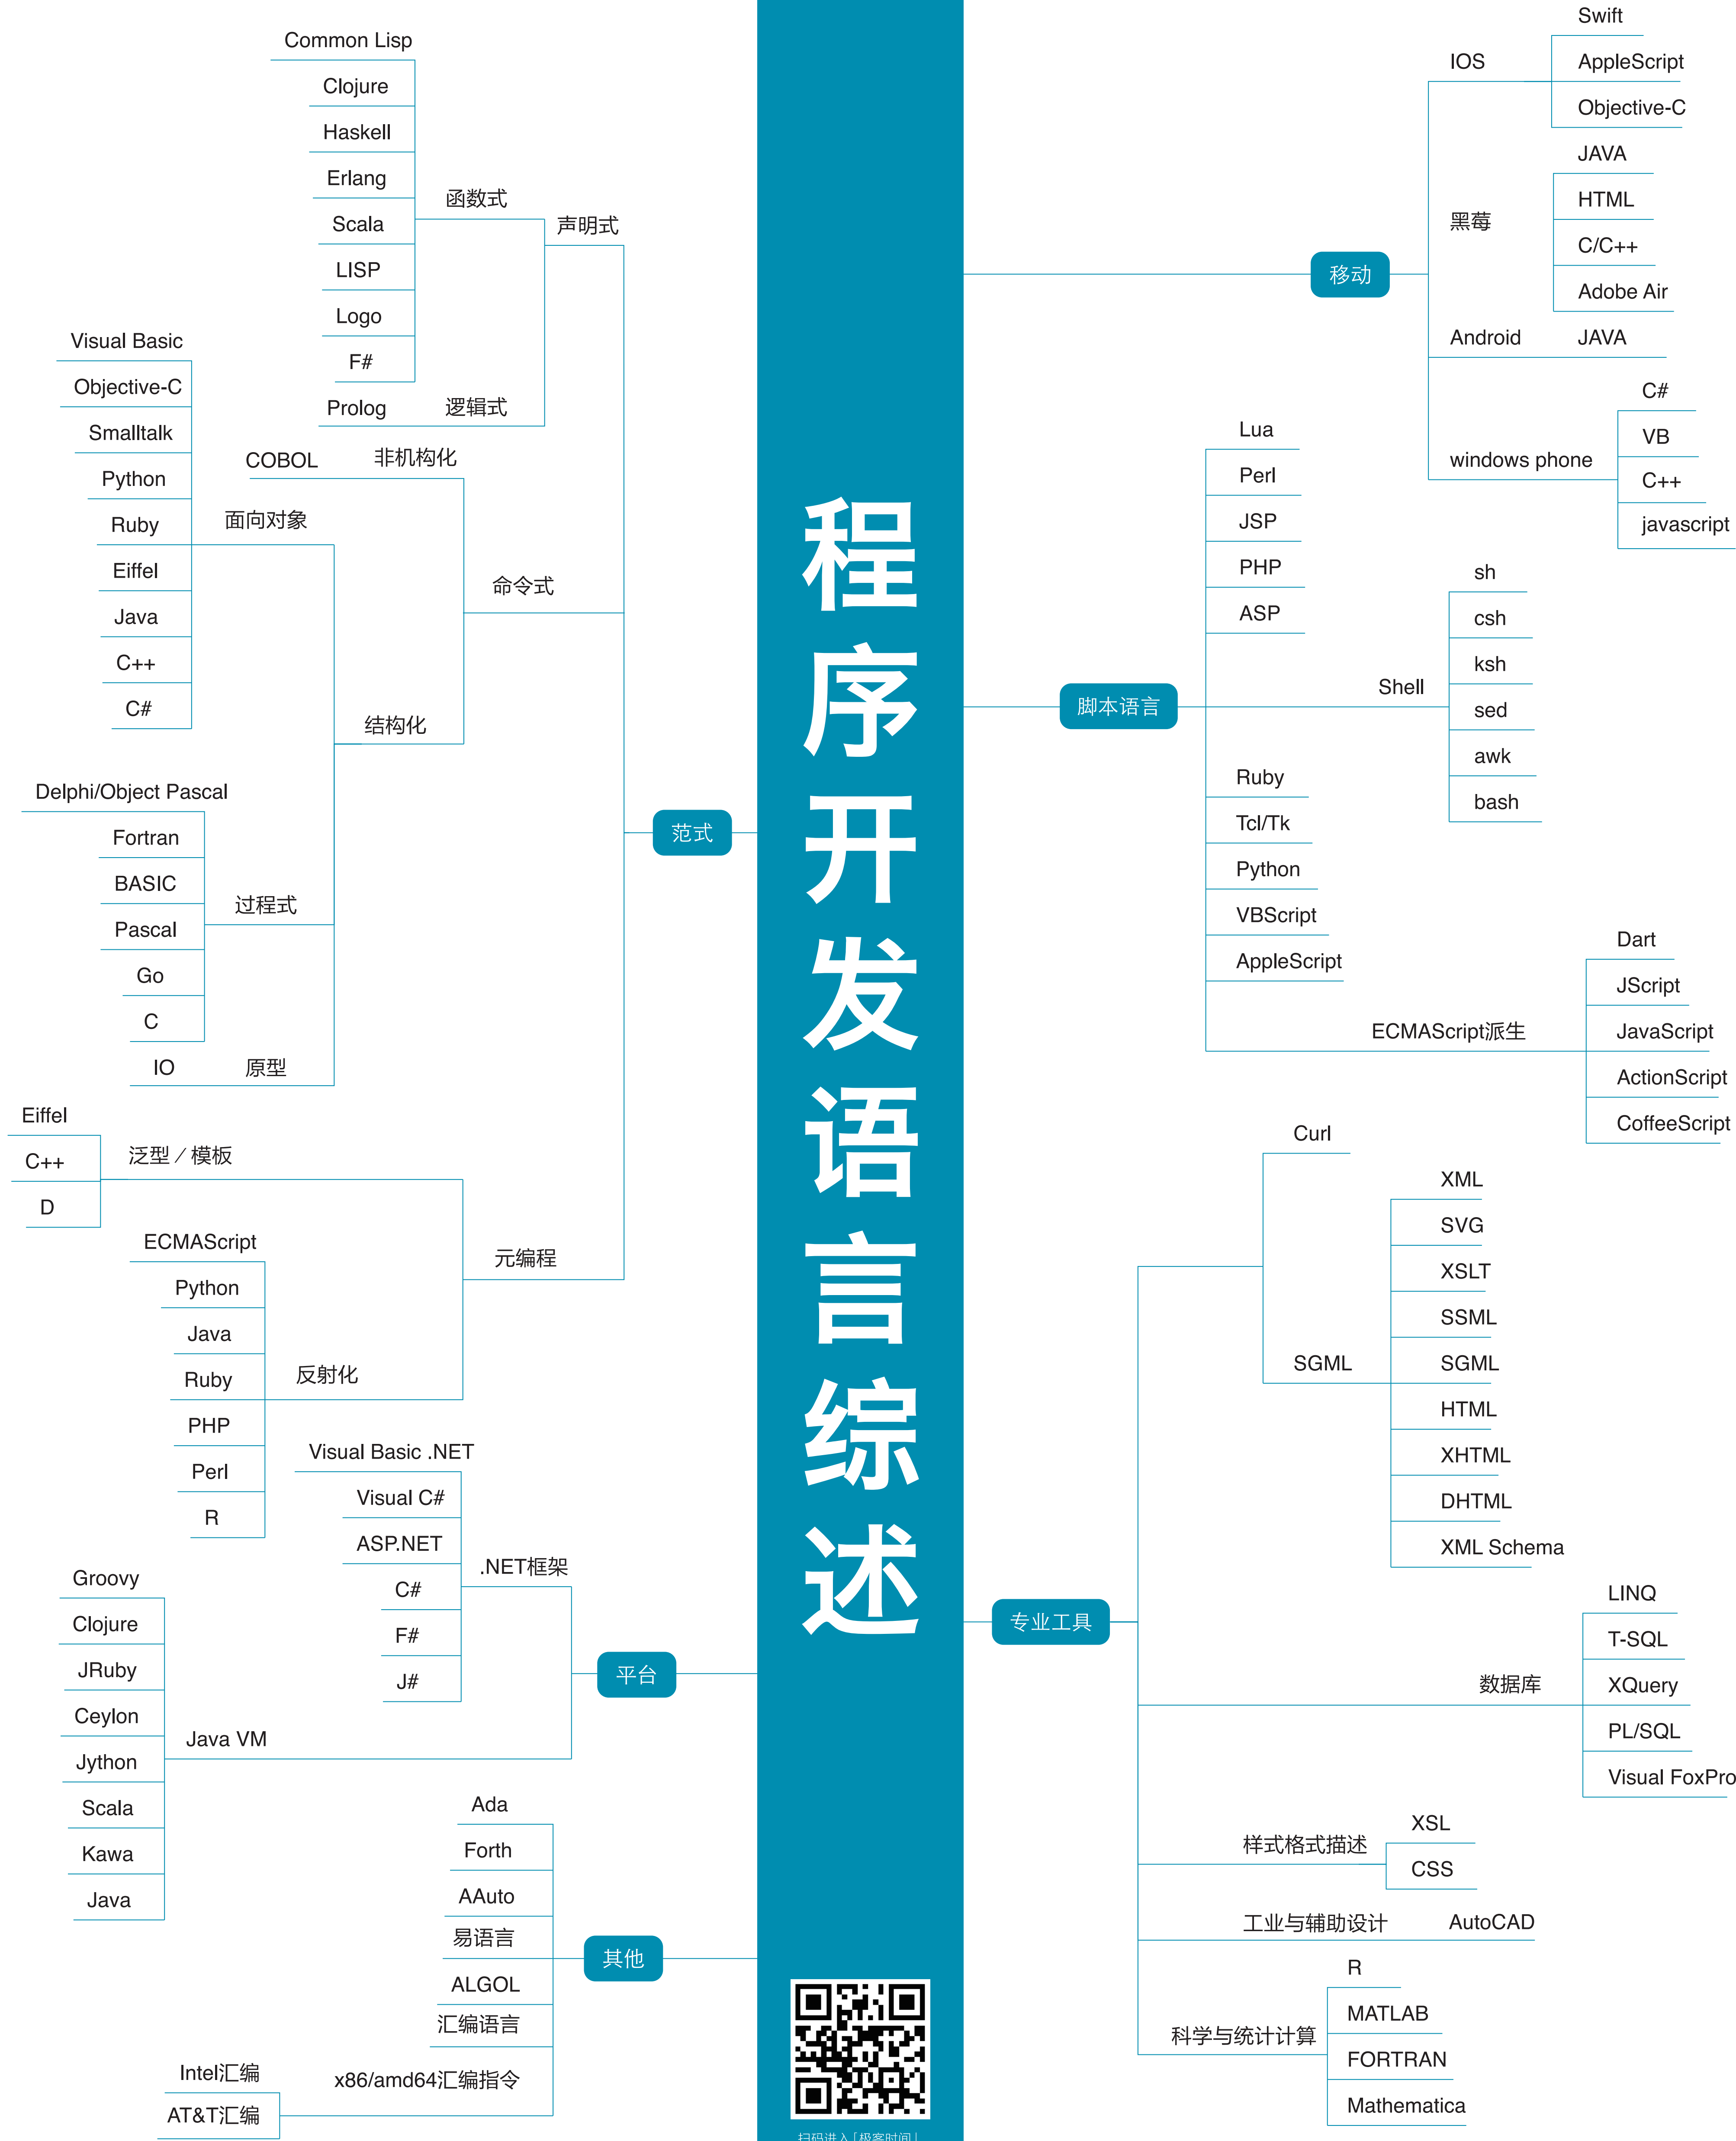 Common Lisp
Clojure
Haskell
Erlang
Scala
LISP
Logo
F#
函数式
声明式
Prolog
逻辑式
COBOL
非机构化
Visual Basic
Objective-C
Smalltalk
Python
Ruby
Eiffel
Java
C++
C#
面向对象
命令式
结构化
Delphi/Object Pascal
Fortran
BASIC
Pascal
Go
C
过程式
IO
原型
范式
Eiffel
C++
D
泛型／模板
元编程
ECMAScript
Python
Java
Ruby
PHP
Perl
R
反射化
Visual Basic .NET
Visual C#
ASP.NET
C#
F#
J#
.NET框架
平台
Groovy
Clojure
JRuby
Ceylon
Jython
Scala
Kawa
Java
Java VM
Ada
Forth
AAuto
易语言
ALGOL
汇编语言
其他
Intel汇编
AT&T汇编
x86/amd64汇编指令
程序开发语言综述
扫码进入「极客时间」
移动
IOS
Swift
AppleScript
Objective-C
黑莓
JAVA
HTML
C/C++
Adobe Air
Android
JAVA
windows phone
C#
VB
C++
javascript
脚本语言
Lua
Perl
JSP
PHP
ASP
Shell
sh
csh
ksh
sed
awk
bash
Ruby
Tcl/Tk
Python
VBScript
AppleScript
ECMAScript派生
Dart
JScript
JavaScript
ActionScript
CoffeeScript
专业工具
Curl
SGML
XML
SVG
XSLT
SSML
SGML
HTML
XHTML
DHTML
XML Schema
数据库
LINQ
T-SQL
XQuery
PL/SQL
Visual FoxPro
样式格式描述
XSL
CSS
工业与辅助设计
AutoCAD
科学与统计计算
R
MATLAB
FORTRAN
Mathematica